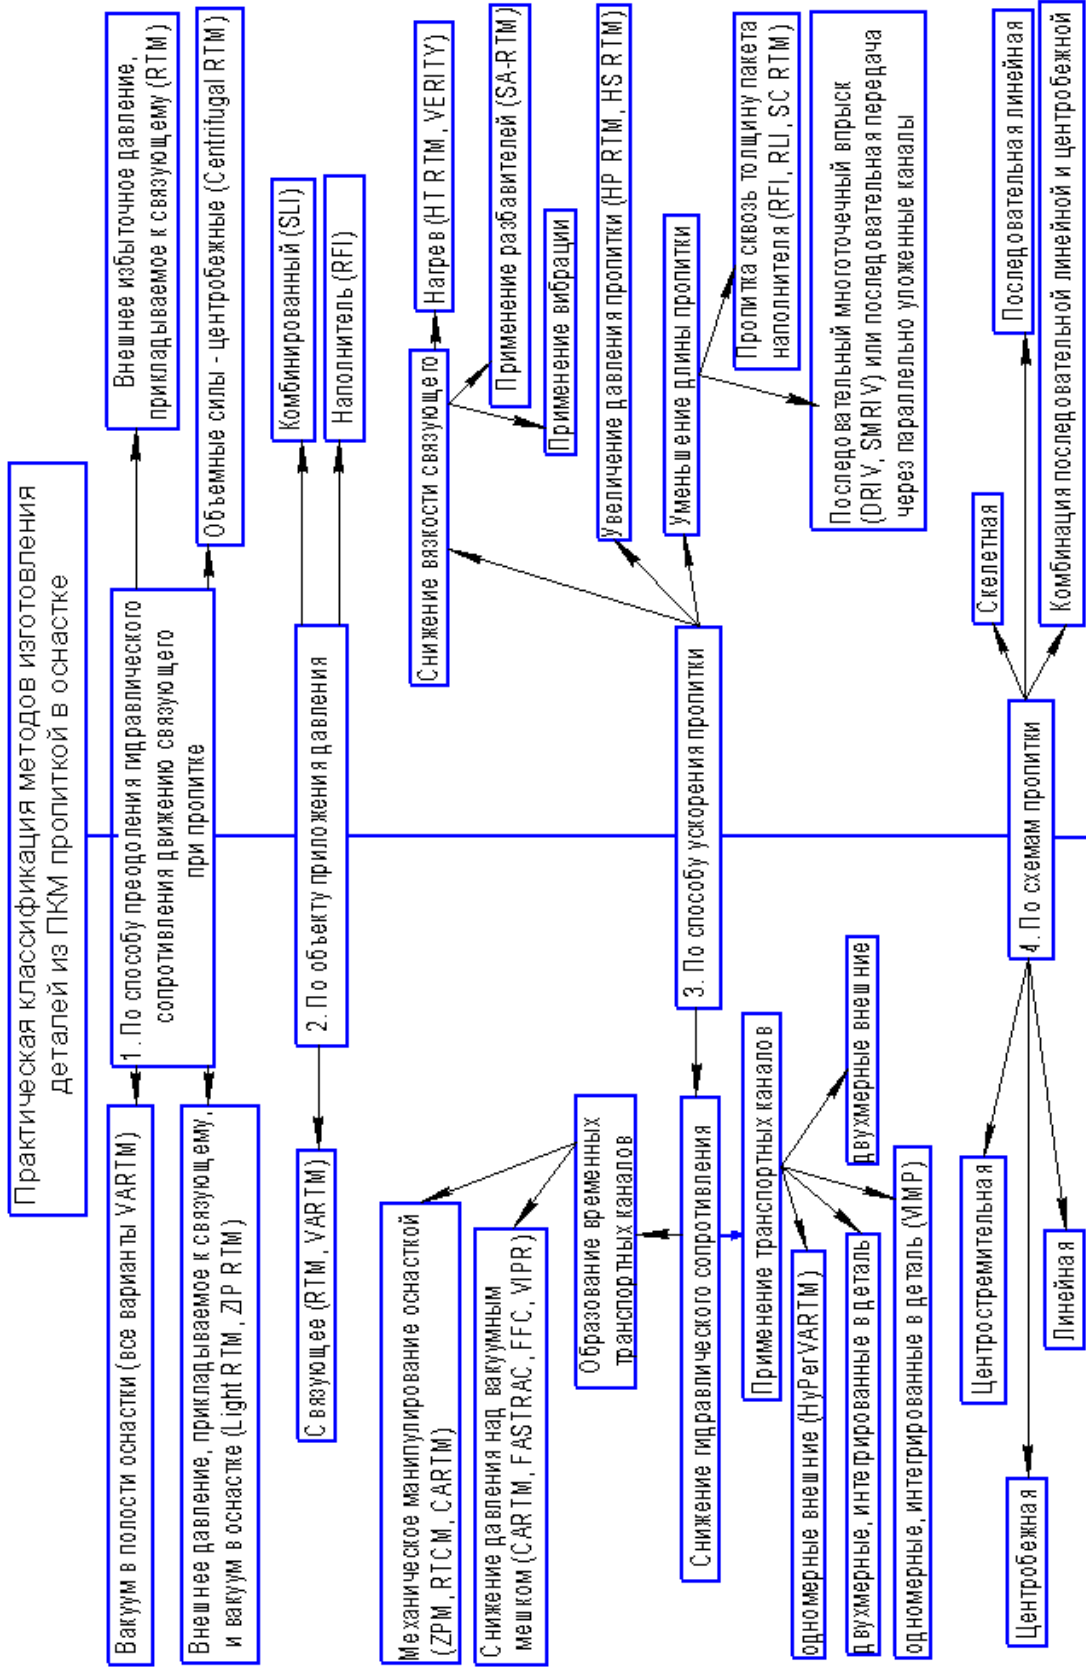 Практическая классификация методов изготовления
деталей из ПКМ пропиткой в оснастке
1. По способу преодоления гидравлического
сопротивления движению связующего
при пропитке
Вакуум в полости оснастки (все варианты VARTM)
Внешнее давление, прикладываемое к связующему,
и вакуум в оснастке (Light RTM, ZIP RTM)
Внешнее избыточное давление,
прикладываемое к связующему (RTM)
Объемные силы - центробежные (Centrifugal RTM)
2. По объекту приложения давления
Связующее (RTM, VARTM)
Комбинированный (SLI)
Наполнитель (RFI)
3. По способу ускорения пропитки
Снижение гидравлического сопротивления
Образование временных
транспортных каналов
Механическое манипулирование оснасткой
(ZPM, RTCM, CARTM)
Снижение давления над вакуумным
мешком (CARTM, FASTRAC, FFC, VIPR)
Применение транспортных каналов
одномерные внешние (HyPerVARTM)
двухмерные, интегрированные в деталь
одномерные, интегрированные в деталь (VIMP)
двухмерные внешние
Снижение вязкости связующего
Нагрев (HT RTM, VERITY)
Применение разбавителей (SA-RTM)
Применение вибрации
Увеличение давления пропитки (HP RTM, HS RTM)
Уменьшение длины пропитки
Пропитка сквозь толщину пакета
наполнителя (RFI, RLI, SC RTM)
Последовательный многоточечный впрыск
(DRIV, SMRIV) или последовательная передача
через параллельно уложенные каналы
4. По схемам пропитки
Центростремительная
Центробежная
Линейная
Скелетная
Последовательная линейная
Комбинация последовательной линейной и центробежной